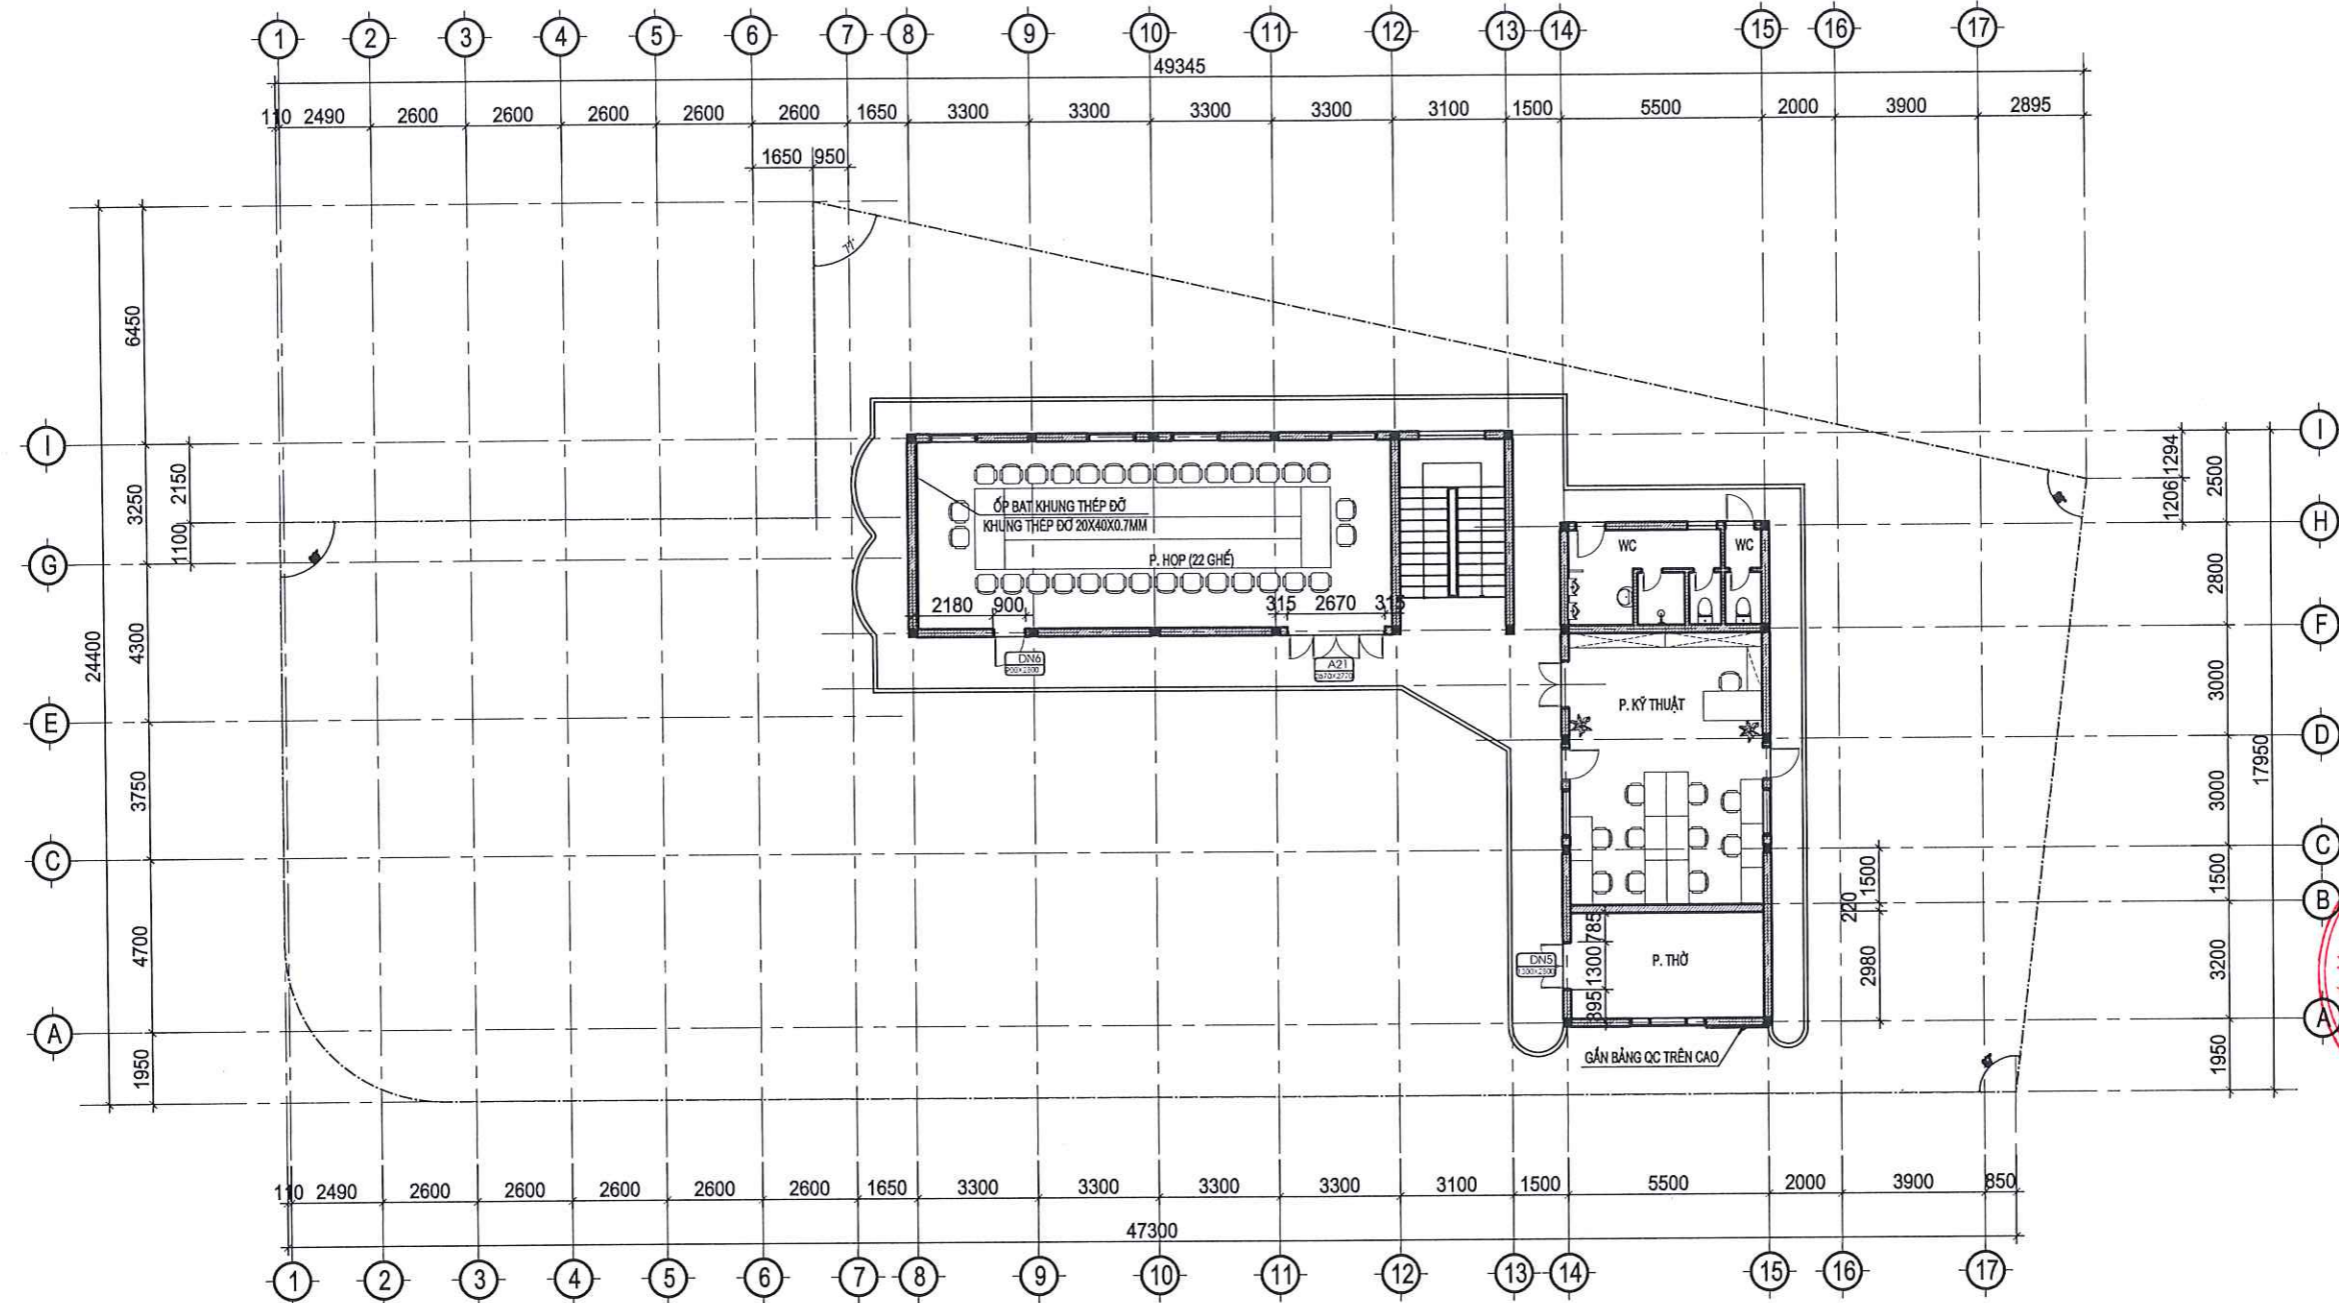 1 2 3 4 5 6 7 8 9 10 11 12 13 14 15 16 17
49345
110 2490 2600 2600 2600 2600 2600 1650 3300 3300 3300 3300 3100 1500 5500 2000 3900 2895
1650 950
77°
24400
6450
3250
2150
1100
4300
3750
4700
1950
I
G
E
C
A
ỐP BAT KHUNG THÉP ĐỠ
KHUNG THÉP ĐỠ 20X40X0.7MM
P. HỌP (22 GHẾ)
2180 900 315 2670 315
DN6
A21
WC WC
P. KỸ THUẬT
P. THỜ
DN5
785
1300
895
GẮN BẢNG QC TRÊN CAO
1500
220
2980
1294
1206
2500
2800
3000
3000
1500
3200
1950
17950
I
H
F
D
C
B
A
110 2490 2600 2600 2600 2600 2600 1650 3300 3300 3300 3300 3100 1500 5500 2000 3900 850
47300
1 2 3 4 5 6 7 8 9 10 11 12 13 14 15 16 17